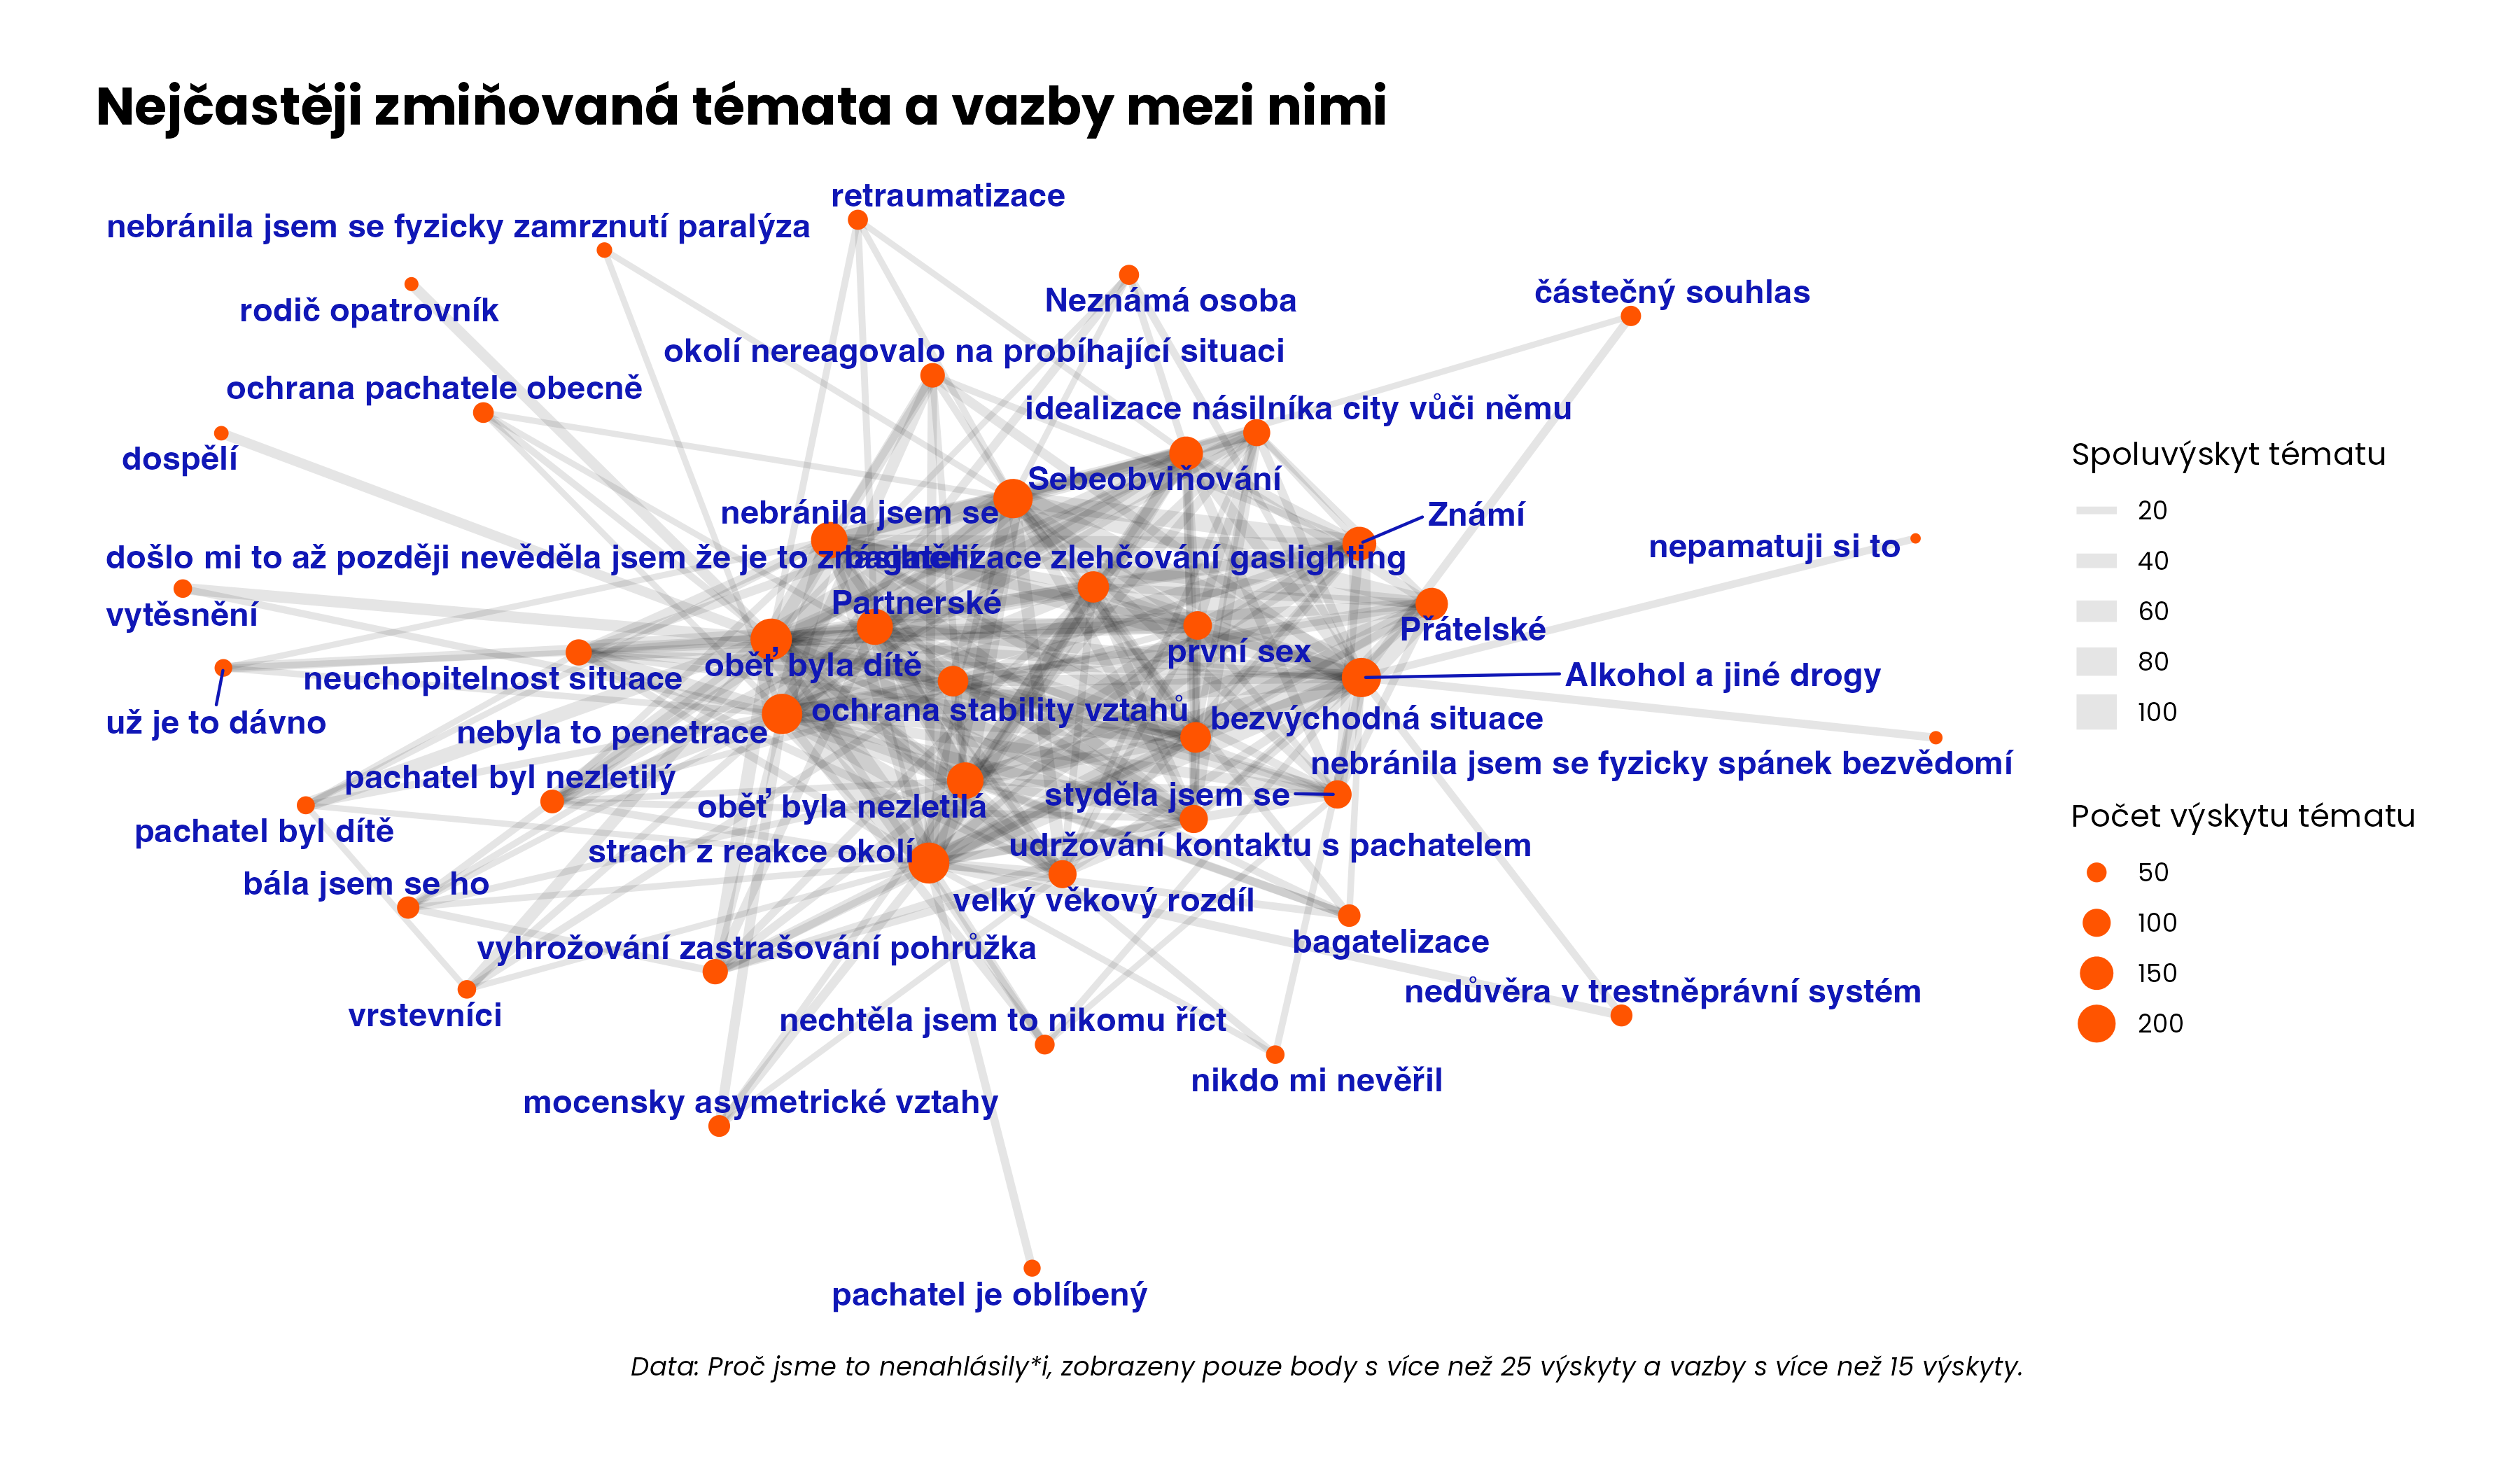 Nejčastěji zmiňovaná témata a vazby mezi nimi
retraumatizace
nebránila jsem se fyzicky zamrznutí paralýza
Neznámá osoba
částečný souhlas
rodič opatrovník
okolí nereagovalo na probíhající situaci
ochrana pachatele obecně
idealizace násilníka city vůči němu
dospělí
Sebeobviňování
nebránila jsem se
Známí
nepamatuji si to
došlo mi to až později nevěděla jsem že je to znásilnění
bagatelizace zlehčování gaslighting
Partnerské
vytěsnění
Přátelské
první sex
oběť byla dítě
neuchopitelnost situace
Alkohol a jiné drogy
ochrana stability vztahů
bezvýchodná situace
už je to dávno
nebyla to penetrace
nebránila jsem se fyzicky spánek bezvědomí
pachatel byl nezletilý
styděla jsem se
oběť byla nezletilá
pachatel byl dítě
udržování kontaktu s pachatelem
strach z reakce okolí
bála jsem se ho
velký věkový rozdíl
bagatelizace
vyhrožování zastrašování pohrůžka
nedůvěra v trestněprávní systém
vrstevníci
nechtěla jsem to nikomu říct
nikdo mi nevěřil
mocensky asymetrické vztahy
pachatel je oblíbený
Spoluvýskyt tématu
20
40
60
80
100
Počet výskytu tématu
50
100
150
200
Data: Proč jsme to nenahlásily*i, zobrazeny pouze body s více než 25 výskyty a vazby s více než 15 výskyty.